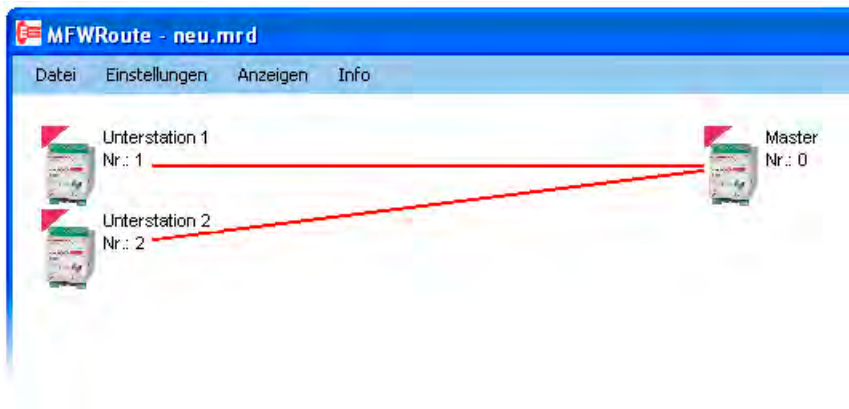 MFWRoute - neu.mrd
Datei Einstellungen Anzeigen Info
Unterstation 1
Nr.: 1
Master
Nr.: 0
Unterstation 2
Nr.: 2